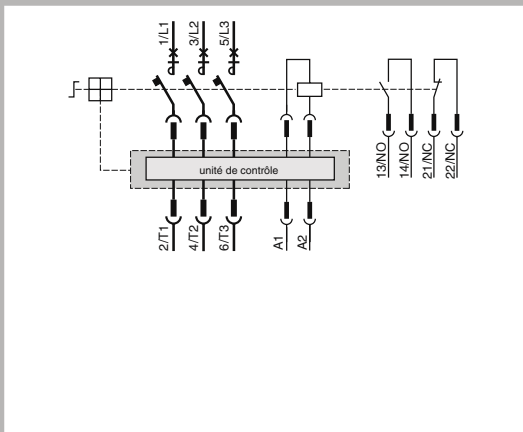 1/L1
3/L2
5/L3
13/NO
14/NO
21/NC
22/NC
unité de contrôle
2/T1
4/T2
6/T3
A1
A2